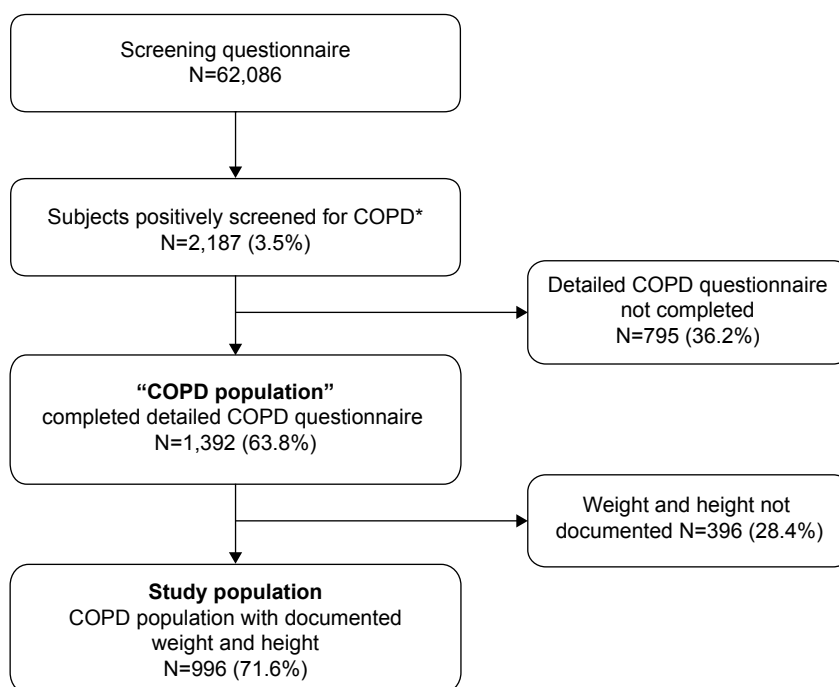 Screening questionnaire
N=62,086
Subjects positively screened for COPD*
N=2,187 (3.5%)
Detailed COPD questionnaire
not completed
N=795 (36.2%)
“COPD population”
completed detailed COPD questionnaire
N=1,392 (63.8%)
Weight and height not
documented N=396 (28.4%)
Study population
COPD population with documented
weight and height
N=996 (71.6%)